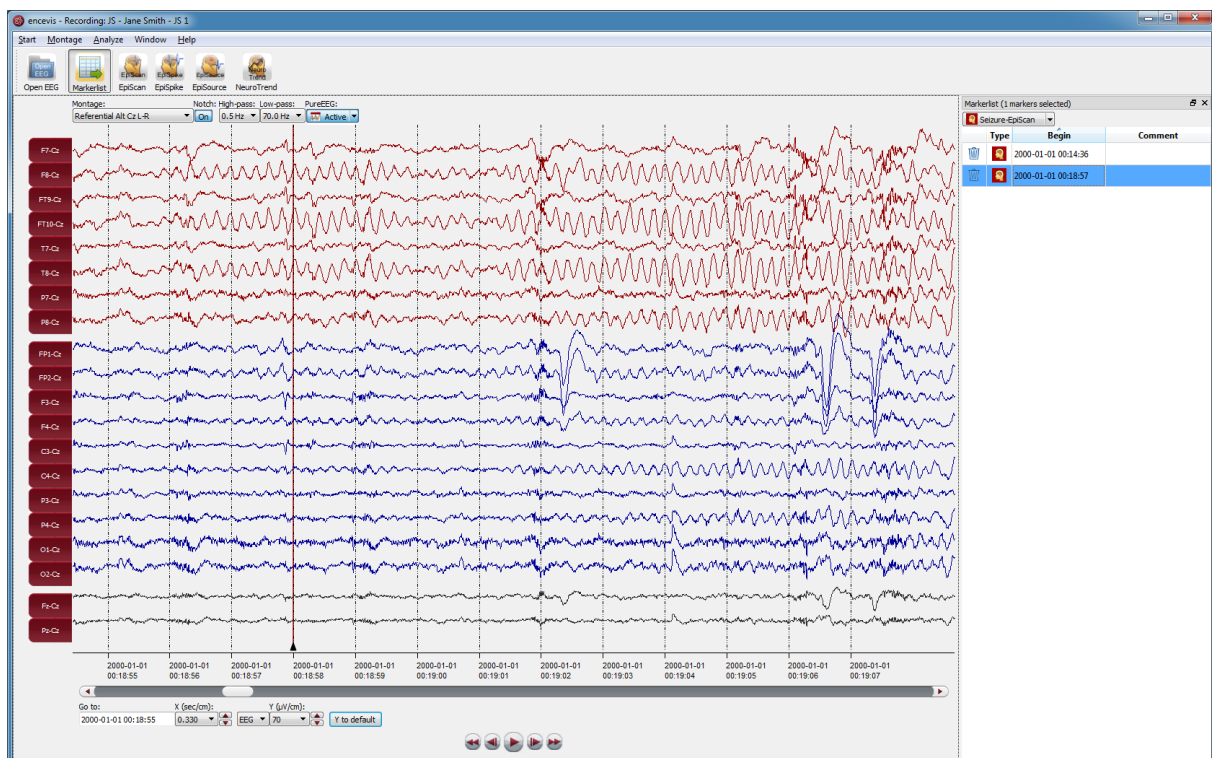 encevis - Recording: JS - Jane Smith - JS 1
Start Montage Analyze Window Help
Open EEG
EpiScan EpiSpike EpiSource Neuro Trend
Open EEG Markerlist EpiScan EpiSpike EpiSource NeuroTrend
Montage: Notch: High-pass: Low-pass: PureEEG:
Referential Alt Cz L-R On 0.5 Hz 70.0 Hz Active
F7-Cz
F8-Cz
FT9-Cz
FT10-Cz
T7-Cz
T8-Cz
P7-Cz
P8-Cz
FP1-Cz
FP2-Cz
F3-Cz
F4-Cz
C3-Cz
C4-Cz
P3-Cz
P4-Cz
O1-Cz
O2-Cz
Fz-Cz
Pz-Cz
2000-01-01 2000-01-01 2000-01-01 2000-01-01 2000-01-01 2000-01-01 2000-01-01 2000-01-01 2000-01-01 2000-01-01 2000-01-01 2000-01-01 2000-01-01
00:18:55 00:18:56 00:18:57 00:18:58 00:18:59 00:19:00 00:19:01 00:19:02 00:19:03 00:19:04 00:19:05 00:19:06 00:19:07
Go to: X (sec/cm): Y (µV/cm):
2000-01-01 00:18:55 0.330 EEG 70 Y to default
Markerlist (1 markers selected)
Seizure-EpiScan
Type Begin Comment
2000-01-01 00:14:36
2000-01-01 00:18:57